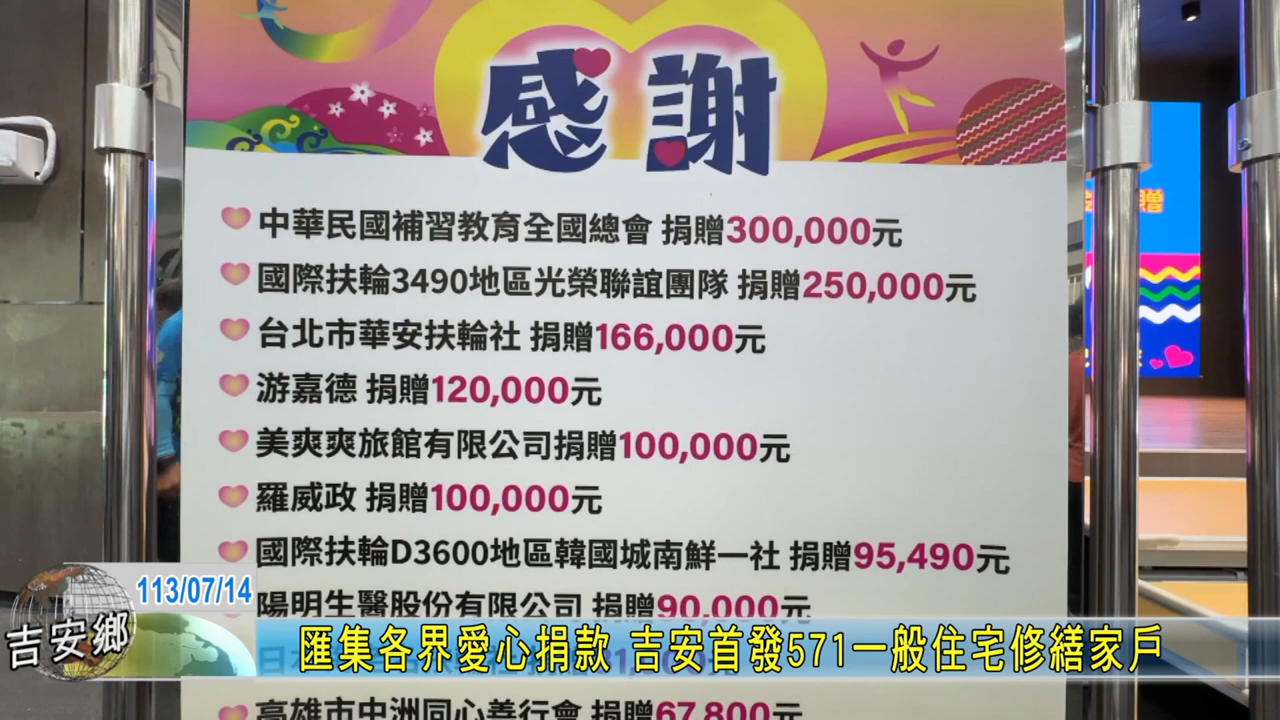 感謝
中華民國補習教育全國總會 捐贈300,000元
國際扶輪3490地區光榮聯誼團隊 捐贈250,000元
台北市華安扶輪社 捐贈166,000元
游嘉德 捐贈120,000元
美爽爽旅館有限公司捐贈100,000元
羅威政 捐贈100,000元
國際扶輪D3600地區韓國城南鮮一社 捐贈95,490元
陽明生醫股份有限公司 捐贈90,000元
113/07/14
吉安鄉
匯集各界愛心捐款 吉安首發571一般住宅修繕家戶
高雄市中洲同心善行會 捐贈67,800元
贈